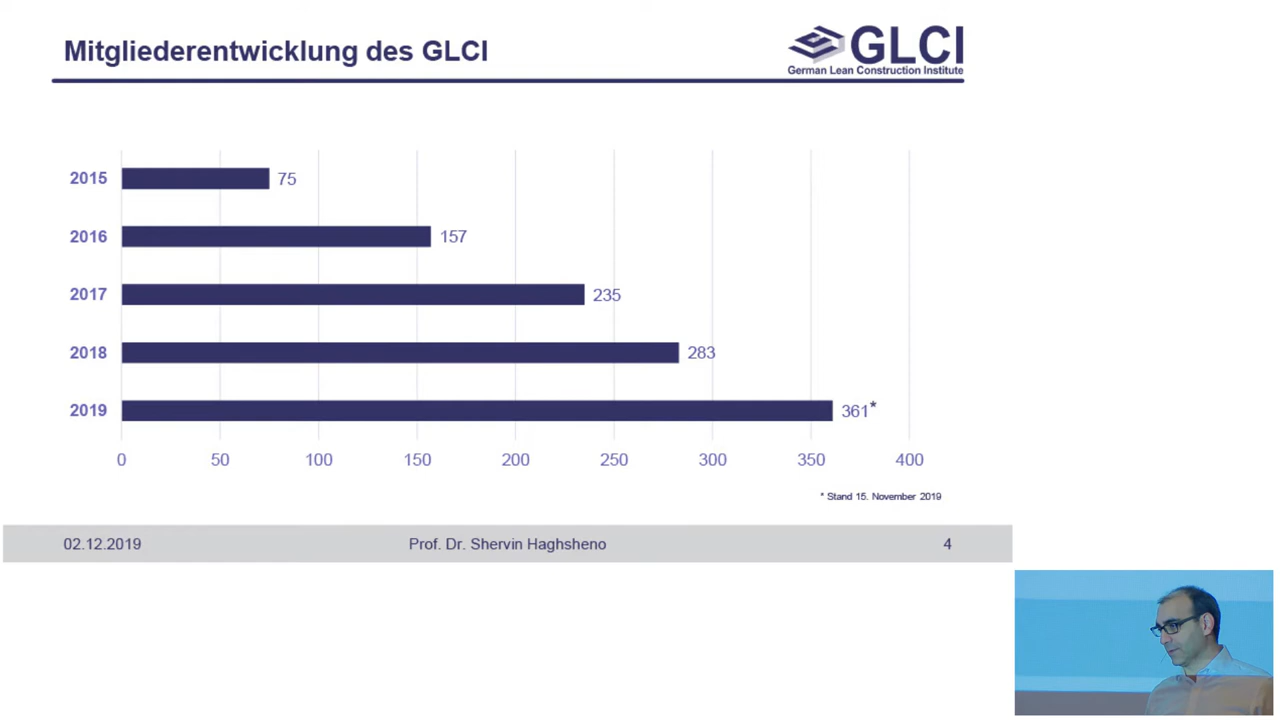 Mitgliederentwicklung des GLCI
GLCI
German Lean Construction Institute
2015 75
2016 157
2017 235
2018 283
2019 361*
0 50 100 150 200 250 300 350 400
* Stand 15. November 2019
02.12.2019 Prof. Dr. Shervin Haghsheno 4